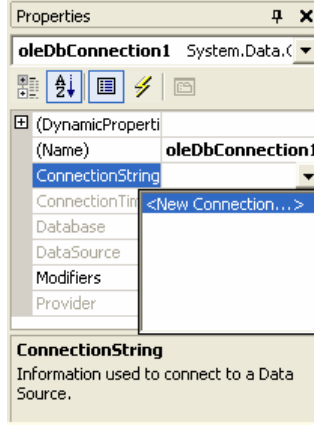 Properties
oleDbConnection1 System.Data.(
(DynamicProperti
(Name) oleDbConnection1
ConnectionString
ConnectionTim
<New Connection...>
Database
DataSource
Modifiers
Provider
ConnectionString
Information used to connect to a Data
Source.